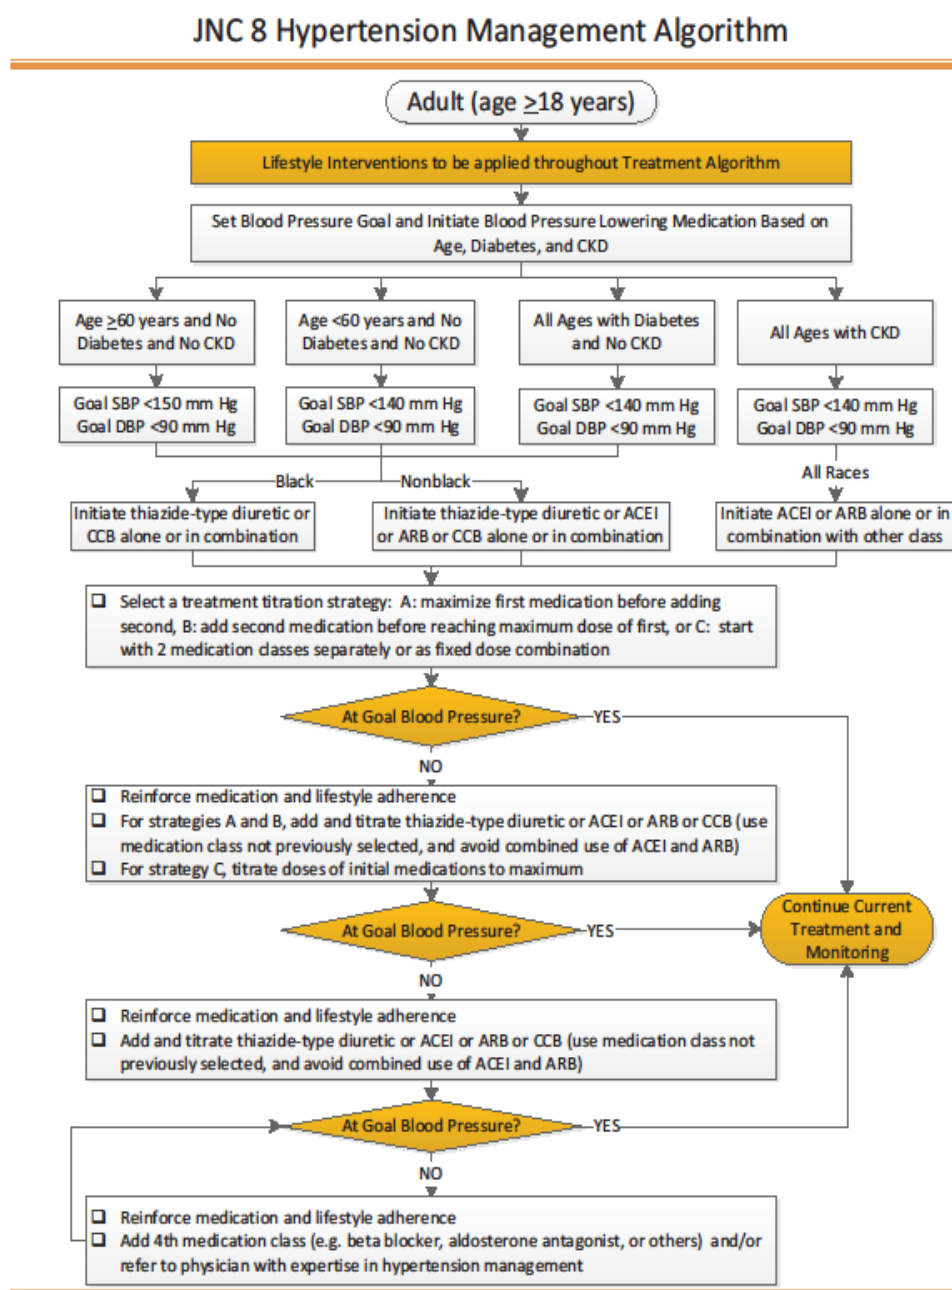 JNC 8 Hypertension Management Algorithm
Adult (age ≥18 years)
Lifestyle Interventions to be applied throughout Treatment Algorithm
Set Blood Pressure Goal and Initiate Blood Pressure Lowering Medication Based on
Age, Diabetes, and CKD
Age ≥60 years and No
Diabetes and No CKD
Age <60 years and No
Diabetes and No CKD
All Ages with Diabetes
and No CKD
All Ages with CKD
Goal SBP <150 mm Hg
Goal DBP <90 mm Hg
Goal SBP <140 mm Hg
Goal DBP <90 mm Hg
Goal SBP <140 mm Hg
Goal DBP <90 mm Hg
Goal SBP <140 mm Hg
Goal DBP <90 mm Hg
Black
Nonblack
All Races
Initiate thiazide-type diuretic or
CCB alone or in combination
Initiate thiazide-type diuretic or ACEI
or ARB or CCB alone or in combination
Initiate ACEI or ARB alone or in
combination with other class
❑ Select a treatment titration strategy: A: maximize first medication before adding
second, B: add second medication before reaching maximum dose of first, or C: start
with 2 medication classes separately or as fixed dose combination
At Goal Blood Pressure?
YES
NO
❑ Reinforce medication and lifestyle adherence
❑ For strategies A and B, add and titrate thiazide-type diuretic or ACEI or ARB or CCB (use
medication class not previously selected, and avoid combined use of ACEI and ARB)
❑ For strategy C, titrate doses of initial medications to maximum
At Goal Blood Pressure?
YES
Continue Current
Treatment and
Monitoring
NO
❑ Reinforce medication and lifestyle adherence
❑ Add and titrate thiazide-type diuretic or ACEI or ARB or CCB (use medication class not
previously selected, and avoid combined use of ACEI and ARB)
At Goal Blood Pressure?
YES
NO
❑ Reinforce medication and lifestyle adherence
❑ Add 4th medication class (e.g. beta blocker, aldosterone antagonist, or others) and/or
refer to physician with expertise in hypertension management